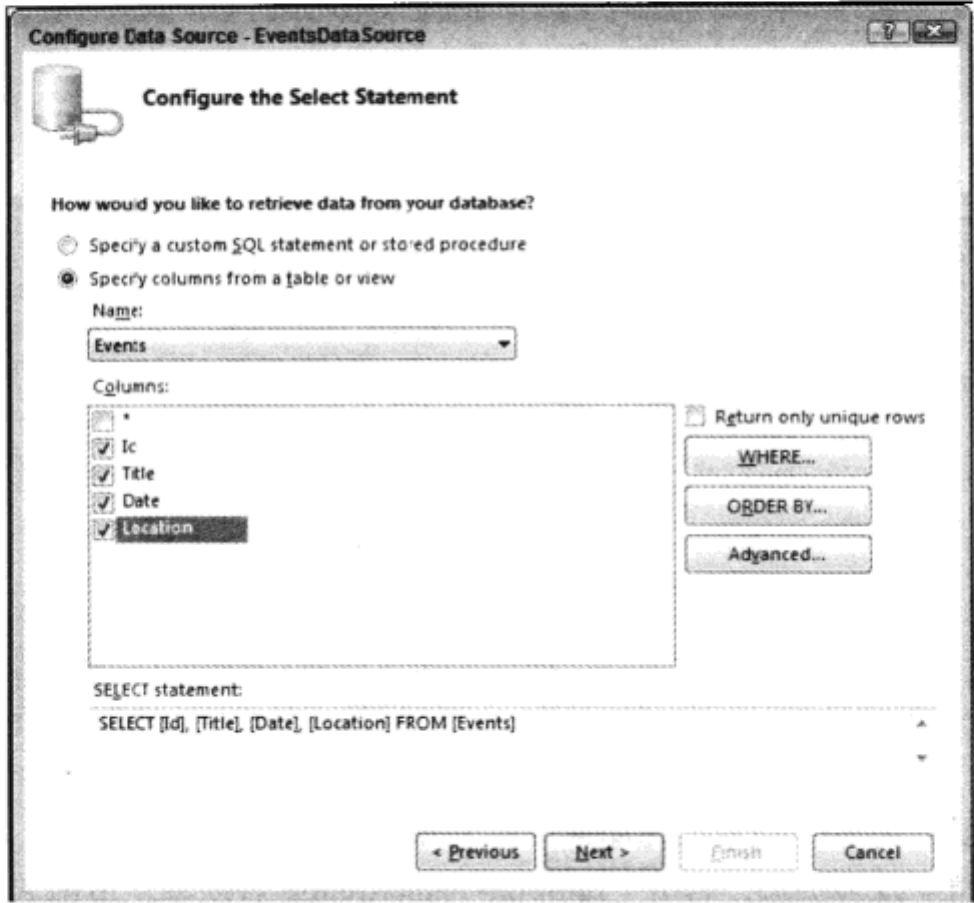 Configure Data Source - EventsDataSource
Configure the Select Statement
How would you like to retrieve data from your database?
Specify a custom SQL statement or stored procedure
Specify columns from a table or view
Name:
Events
Columns:
*
Return only unique rows
Ic
WHERE...
Title
Date
ORDER BY...
Location
Advanced...
SELECT statement:
SELECT [Id], [Title], [Date], [Location] FROM [Events]
< Previous
Next >
Finish
Cancel